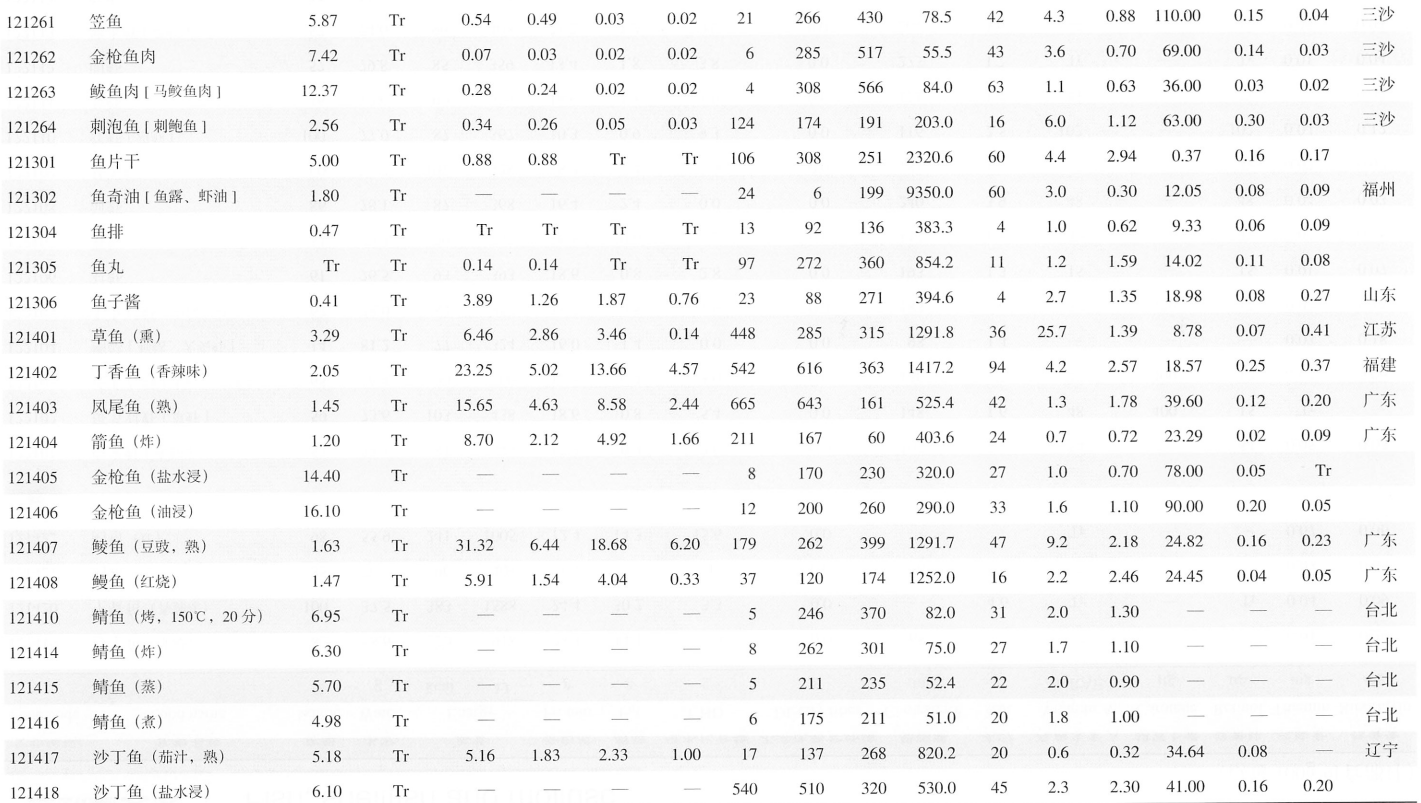 121261 笠鱼 5.87 Tr 0.54 0.49 0.03 0.02 21 266 430 78.5 42 4.3 0.88 110.00 0.15 0.04 三沙
121262 金枪鱼肉 7.42 Tr 0.07 0.03 0.02 0.02 6 285 517 55.5 43 3.6 0.70 69.00 0.14 0.03 三沙
121263 鲅鱼肉 [ 马鲛鱼肉 ] 12.37 Tr 0.28 0.24 0.02 0.02 4 308 566 84.0 63 1.1 0.63 36.00 0.03 0.02 三沙
121264 刺泡鱼 [ 刺鲍鱼 ] 2.56 Tr 0.34 0.26 0.05 0.03 124 174 191 203.0 16 6.0 1.12 63.00 0.30 0.03 三沙
121301 鱼片干 5.00 Tr 0.88 0.88 Tr Tr 106 308 251 2320.6 60 4.4 2.94 0.37 0.16 0.17
121302 鱼奇油 [ 鱼露、虾油 ] 1.80 Tr — — — — 24 6 199 9350.0 60 3.0 0.30 12.05 0.08 0.09 福州
121304 鱼排 0.47 Tr Tr Tr Tr Tr 13 92 136 383.3 4 1.0 0.62 9.33 0.06 0.09
121305 鱼丸 Tr Tr 0.14 0.14 Tr Tr 97 272 360 854.2 11 1.2 1.59 14.02 0.11 0.08
121306 鱼子酱 0.41 Tr 3.89 1.26 1.87 0.76 23 88 271 394.6 4 2.7 1.35 18.98 0.08 0.27 山东
121401 草鱼（熏） 3.29 Tr 6.46 2.86 3.46 0.14 448 285 315 1291.8 36 25.7 1.39 8.78 0.07 0.41 江苏
121402 丁香鱼（香辣味） 2.05 Tr 23.25 5.02 13.66 4.57 542 616 363 1417.2 94 4.2 2.57 18.57 0.25 0.37 福建
121403 凤尾鱼（熟） 1.45 Tr 15.65 4.63 8.58 2.44 665 643 161 525.4 42 1.3 1.78 39.60 0.12 0.20 广东
121404 箭鱼（炸） 1.20 Tr 8.70 2.12 4.92 1.66 211 167 60 403.6 24 0.7 0.72 23.29 0.02 0.09 广东
121405 金枪鱼（盐水浸） 14.40 Tr — — — — 8 170 230 320.0 27 1.0 0.70 78.00 0.05 Tr
121406 金枪鱼（油浸） 16.10 Tr — — — — 12 200 260 290.0 33 1.6 1.10 90.00 0.20 0.05
121407 鲮鱼（豆豉，熟） 1.63 Tr 31.32 6.44 18.68 6.20 179 262 399 1291.7 47 9.2 2.18 24.82 0.16 0.23 广东
121408 鳗鱼（红烧） 1.47 Tr 5.91 1.54 4.04 0.33 37 120 174 1252.0 16 2.2 2.46 24.45 0.04 0.05 广东
121410 鲭鱼（烤，150℃，20分） 6.95 Tr — — — — 5 246 370 82.0 31 2.0 1.30 — — — 台北
121414 鲭鱼（炸） 6.30 Tr — — — — 8 262 301 75.0 27 1.7 1.10 — — — 台北
121415 鲭鱼（蒸） 5.70 Tr — — — — 5 211 235 52.4 22 2.0 0.90 — — — 台北
121416 鲭鱼（煮） 4.98 Tr — — — — 6 175 211 51.0 20 1.8 1.00 — — — 台北
121417 沙丁鱼（茄汁，熟） 5.18 Tr 5.16 1.83 2.33 1.00 17 137 268 820.2 20 0.6 0.32 34.64 0.08 — 辽宁
121418 沙丁鱼（盐水浸） 6.10 Tr — — — — 540 510 320 530.0 45 2.3 2.30 41.00 0.16 0.20